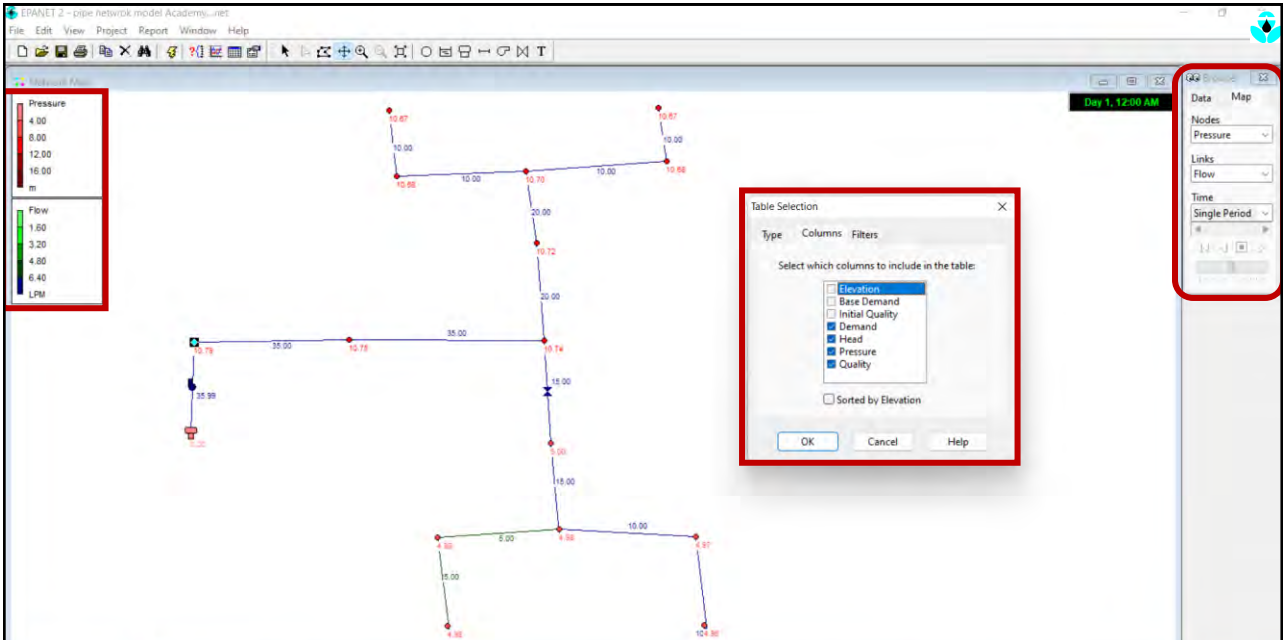 EPANET 2 - pipe netwrok model Academy...net
File Edit View Project Report Window Help
T
Network Map
Browser
Day 1, 12:00 AM
Data Map
Nodes
Pressure
Links
Flow
Time
Single Period
Pressure
4.00
8.00
12.00
16.00
m
Flow
1.60
3.20
4.80
6.40
LPM
10.67
10.67
10.00
10.00
10.68
10.00
10.70
10.00
10.68
20.00
10.72
20.00
35.00
35.00
10.79
10.74
15.00
35.99
5.00
15.00
5.00
4.98
10.00
4.97
5.00
Table Selection
Type Columns Filters
Select which columns to include in the table:
Elevation
Base Demand
Initial Quality
Demand
Head
Pressure
Quality
Sorted by Elevation
OK Cancel Help